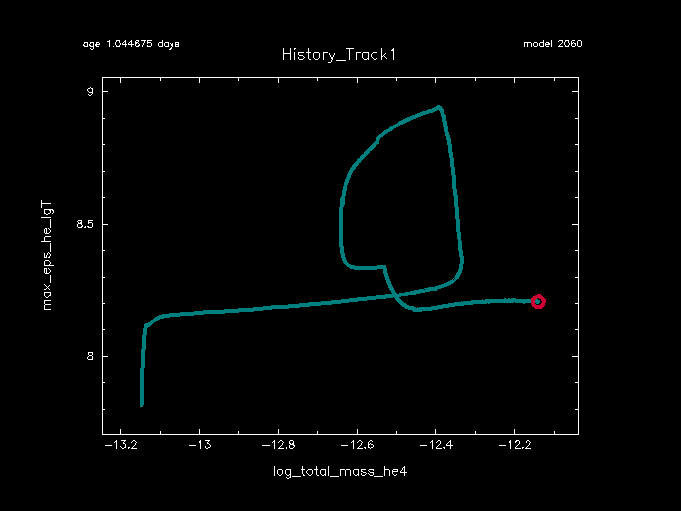 age 1.044675 days
model 2060
History_Track1
9
8.5
8
max_eps_he_lgT
-13.2 -13 -12.8 -12.6 -12.4 -12.2
log_total_mass_he4